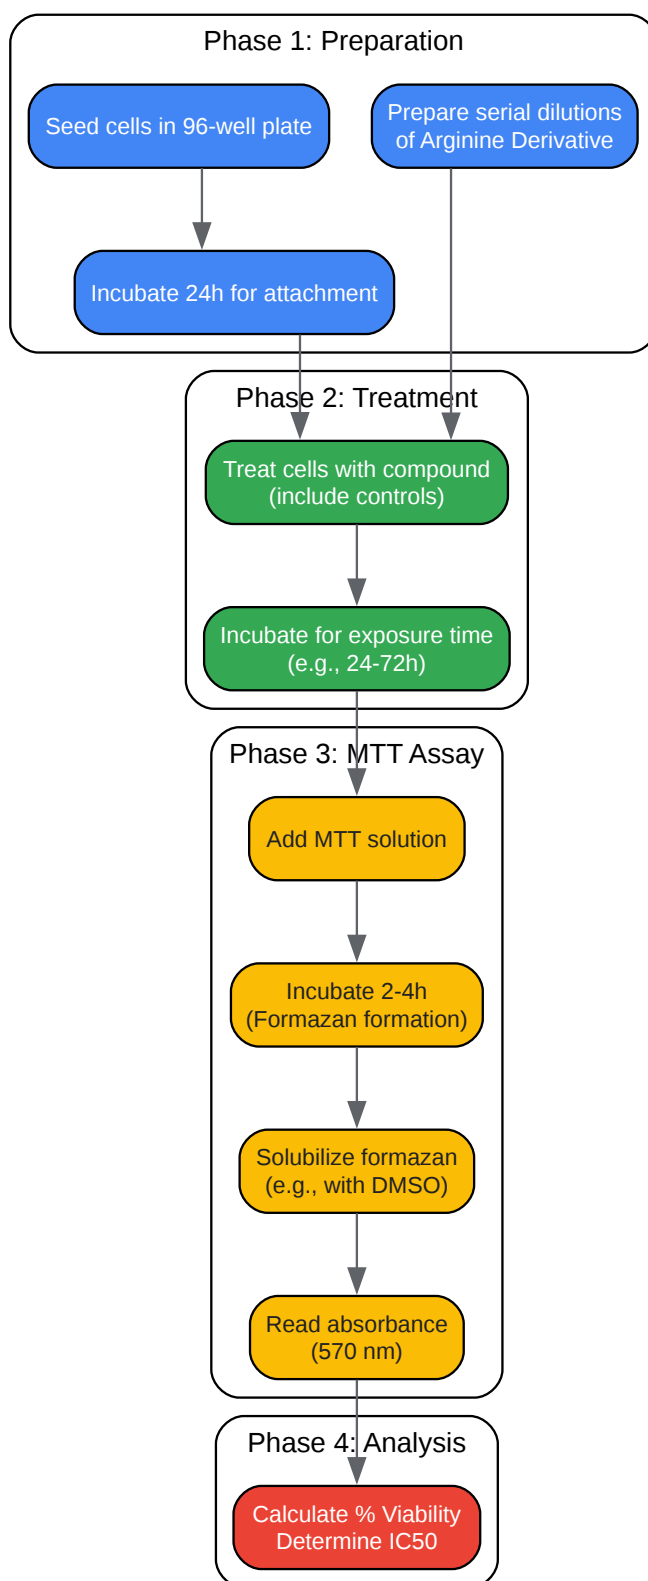 Phase 1: Preparation
Seed cells in 96-well plate
Prepare serial dilutions
of Arginine Derivative
Incubate 24h for attachment
Phase 2: Treatment
Treat cells with compound
(include controls)
Incubate for exposure time
(e.g., 24-72h)
Phase 3: MTT Assay
Add MTT solution
Incubate 2-4h
(Formazan formation)
Solubilize formazan
(e.g., with DMSO)
Read absorbance
(570 nm)
Phase 4: Analysis
Calculate % Viability
Determine IC50